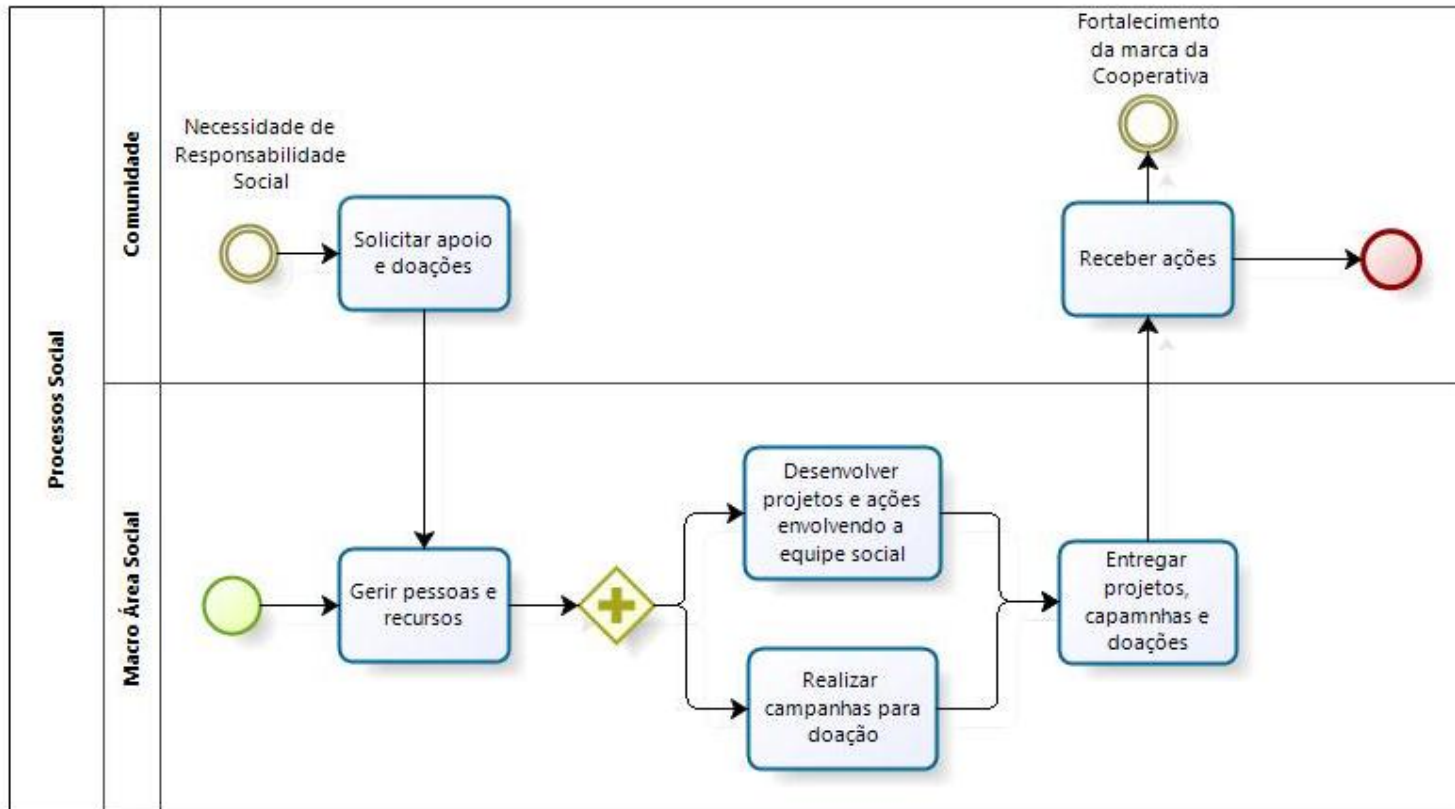 Processos Social
Comunidade
Necessidade de
Responsabilidade
Social
Solicitar apoio
e doações
Fortalecimento
da marca da
Cooperativa
Receber ações
Macro Área Social
Gerir pessoas e
recursos
Desenvolver
projetos e ações
envolvendo a
equipe social
Realizar
campanhas para
doação
Entregar
projetos,
capamnhas e
doações